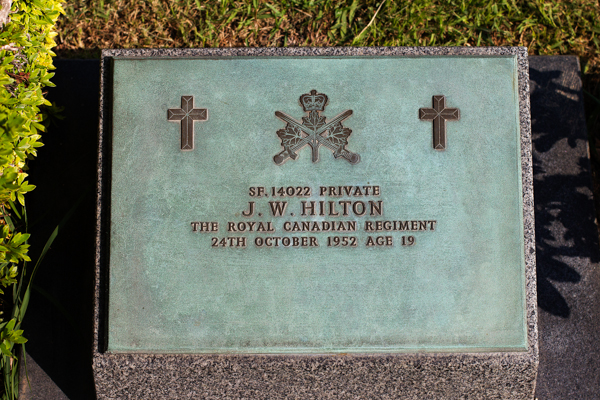 SF. 14022 PRIVATE
J. W. HILTON
THE ROYAL CANADIAN REGIMENT
24TH OCTOBER 1952 AGE 19